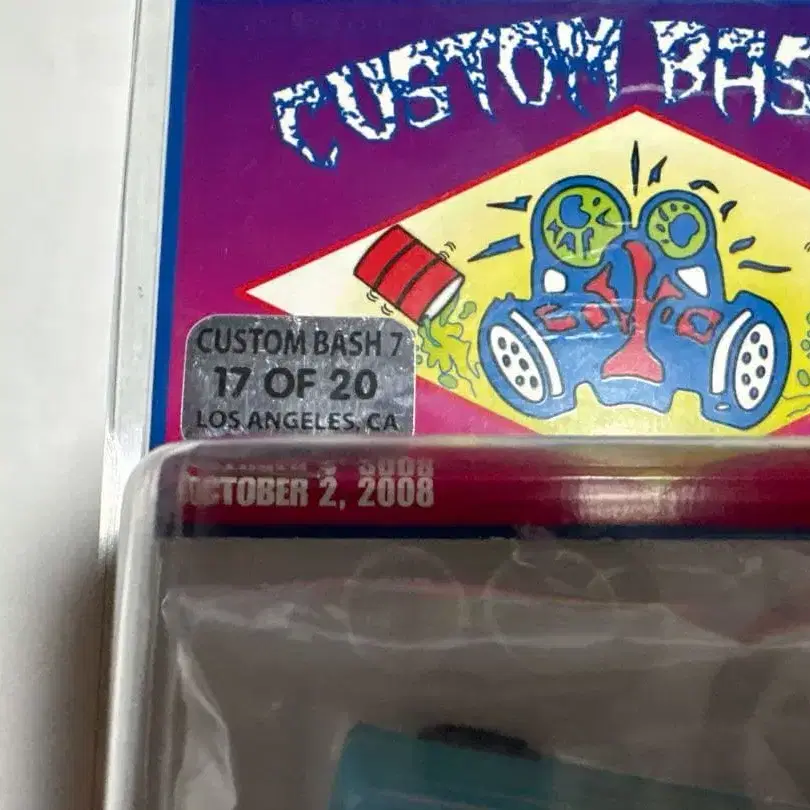 CUSTOM BAS
CUSTOM BASH 7
17 OF 20
LOS ANGELES, CA
OCTOBER 2, 2008